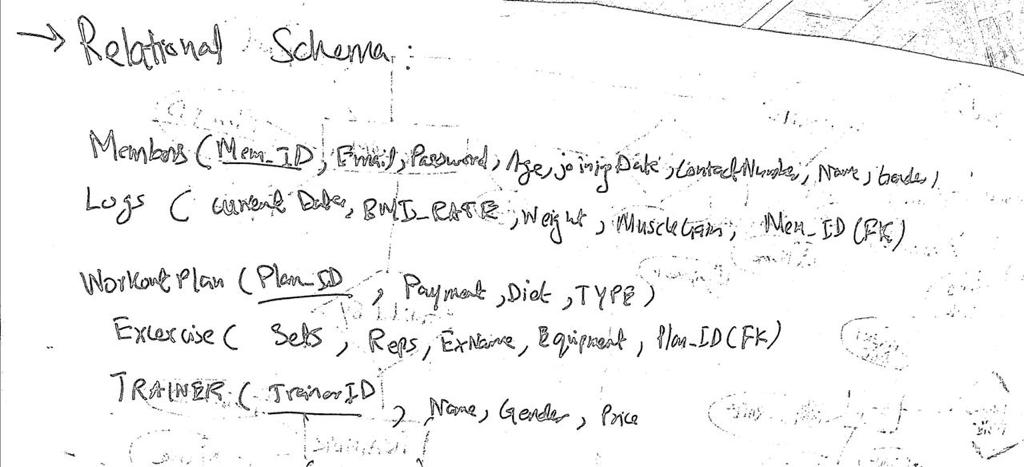 → Relational Schema :
Members ( Mem_ID, Email, Password, Age, joining Date, Contact Number, Name, Gender)
Logs ( current Date, BMI_RATE, Weight, Muscle Gain, Mem_ID (FK)
Workout Plan ( Plan_ID , Payment, Diet, TYPE )
Excercise ( Sets , Reps, ExName, Equipment, Plan_ID (FK)
TRAINER ( TrainerID , Name, Gender, Price